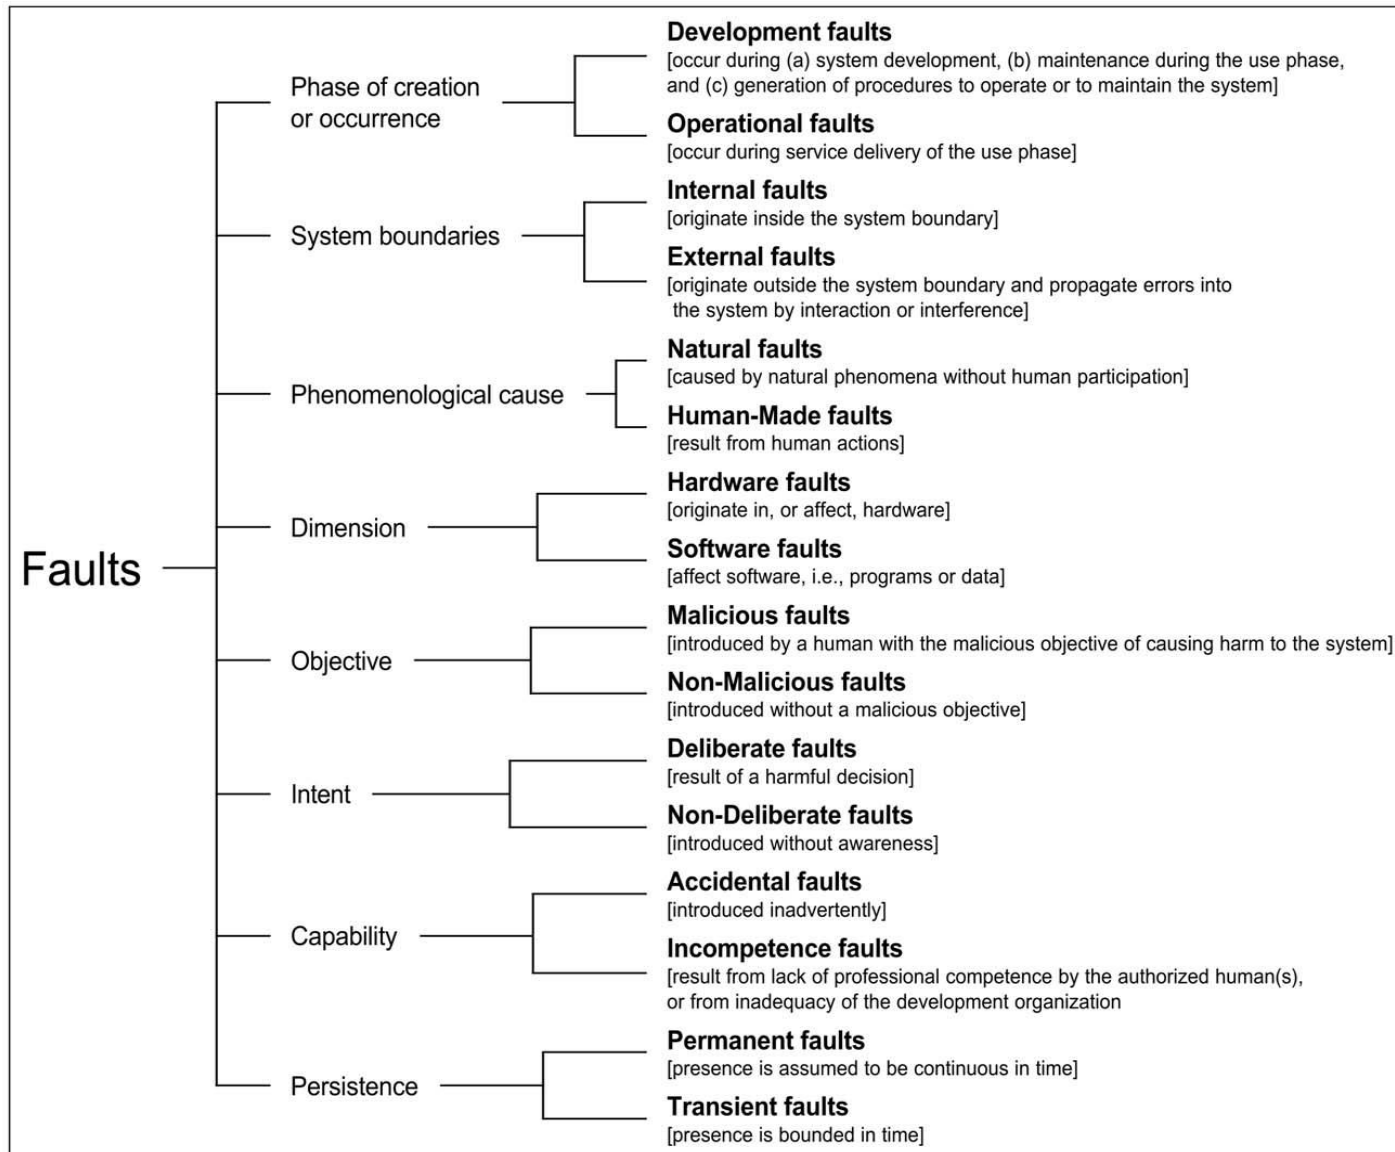 Faults
Phase of creation
or occurrence
Development faults
[occur during (a) system development, (b) maintenance during the use phase,
and (c) generation of procedures to operate or to maintain the system]
Operational faults
[occur during service delivery of the use phase]
System boundaries
Internal faults
[originate inside the system boundary]
External faults
[originate outside the system boundary and propagate errors into
the system by interaction or interference]
Phenomenological cause
Natural faults
[caused by natural phenomena without human participation]
Human-Made faults
[result from human actions]
Dimension
Hardware faults
[originate in, or affect, hardware]
Software faults
[affect software, i.e., programs or data]
Objective
Malicious faults
[introduced by a human with the malicious objective of causing harm to the system]
Non-Malicious faults
[introduced without a malicious objective]
Intent
Deliberate faults
[result of a harmful decision]
Non-Deliberate faults
[introduced without awareness]
Capability
Accidental faults
[introduced inadvertently]
Incompetence faults
[result from lack of professional competence by the authorized human(s),
or from inadequacy of the development organization
Persistence
Permanent faults
[presence is assumed to be continuous in time]
Transient faults
[presence is bounded in time]